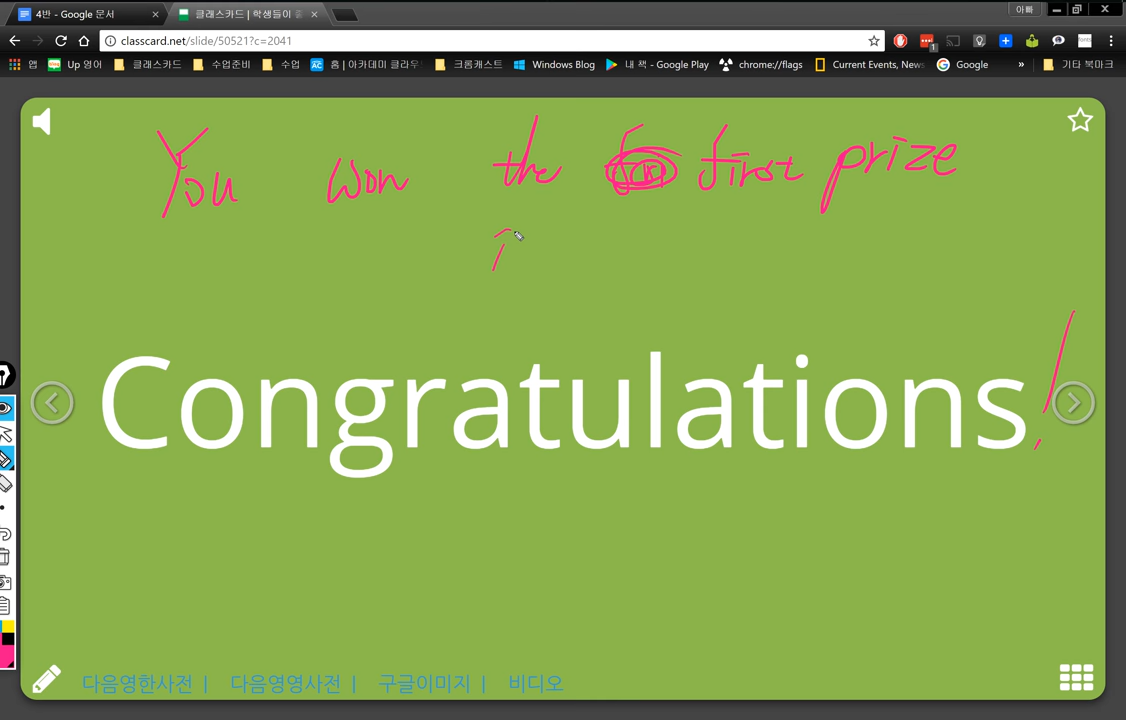 4반 - Google 문서
클래스카드 | 학생들이 좋
아빠
classcard.net/slide/50521?c=2041
앱 Up 영어 클래스카드 수업준비 수업 홈 | 아카데미 클라우 크롬캐스트 Windows Blog 내 책 - Google Play chrome://flags Current Events, News Google » 기타 북마크
You won the first prize
Congratulations!
다음영한사전 | 다음영영사전 | 구글이미지 | 비디오